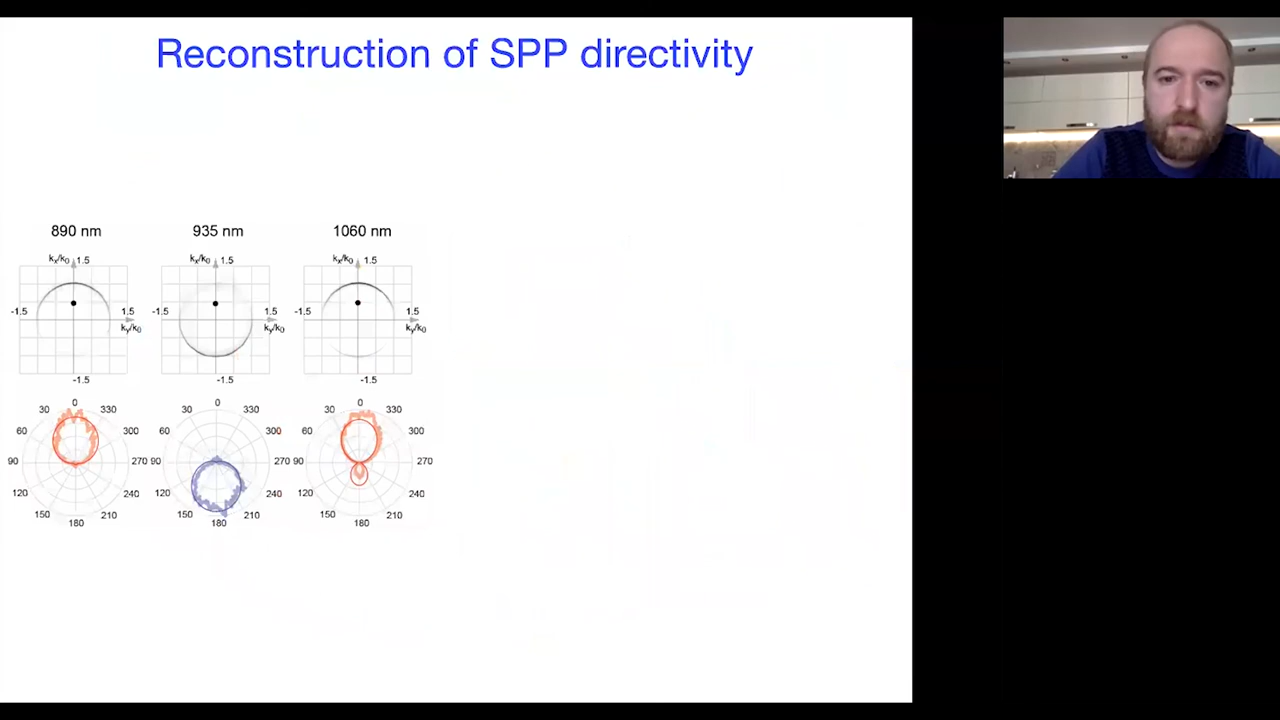 Reconstruction of SPP directivity
890 nm 935 nm 1060 nm
kx/k0 1.5 kx/k0 1.5 kx/k0 1.5
-1.5 1.5 -1.5 1.5 -1.5 1.5
ky/k0 ky/k0 ky/k0
-1.5 -1.5 -1.5
0 0 0
30 330 30 330 30 330
60 300 60 300 60 300
90 270 90 270 90 270
120 240 120 240 120 240
150 210 150 210 150 210
180 180 180